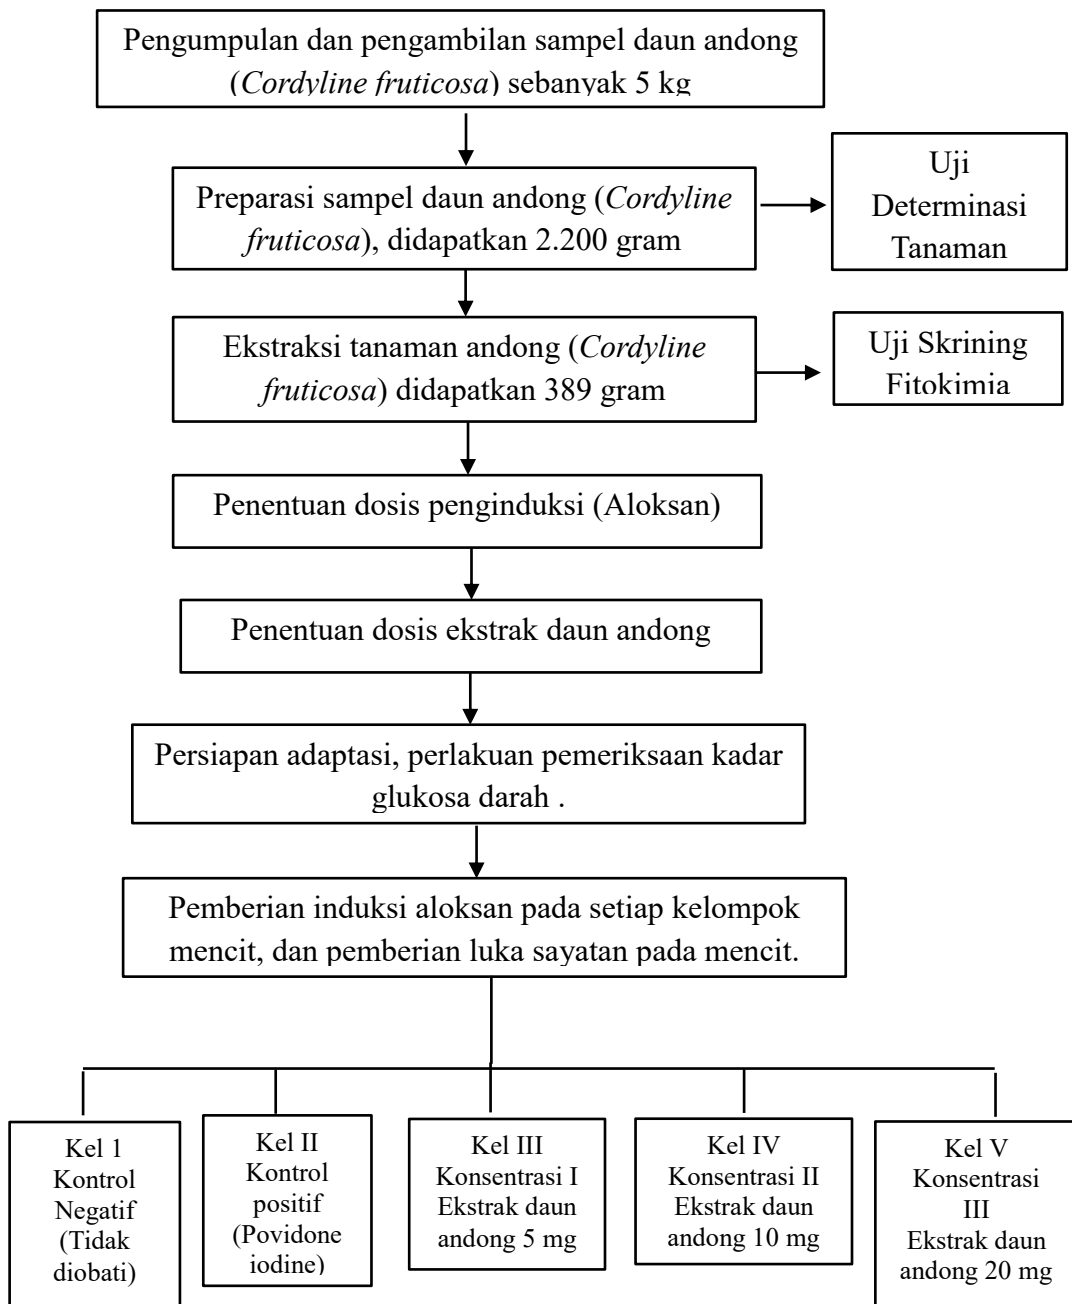 Pengumpulan dan pengambilan sampel daun andong
(Cordyline fruticosa) sebanyak 5 kg
Preparasi sampel daun andong (Cordyline
fruticosa), didapatkan 2.200 gram
Uji
Determinasi
Tanaman
Ekstraksi tanaman andong (Cordyline
fruticosa) didapatkan 389 gram
Uji Skrining
Fitokimia
Penentuan dosis penginduksi (Aloksan)
Penentuan dosis ekstrak daun andong
Persiapan adaptasi, perlakuan pemeriksaan kadar
glukosa darah .
Pemberian induksi aloksan pada setiap kelompok
mencit, dan pemberian luka sayatan pada mencit.
Kel 1
Kontrol
Negatif
(Tidak
diobati)
Kel II
Kontrol
positif
(Povidone
iodine)
Kel III
Konsentrasi I
Ekstrak daun
andong 5 mg
Kel IV
Konsentrasi II
Ekstrak daun
andong 10 mg
Kel V
Konsentrasi
III
Ekstrak daun
andong 20 mg